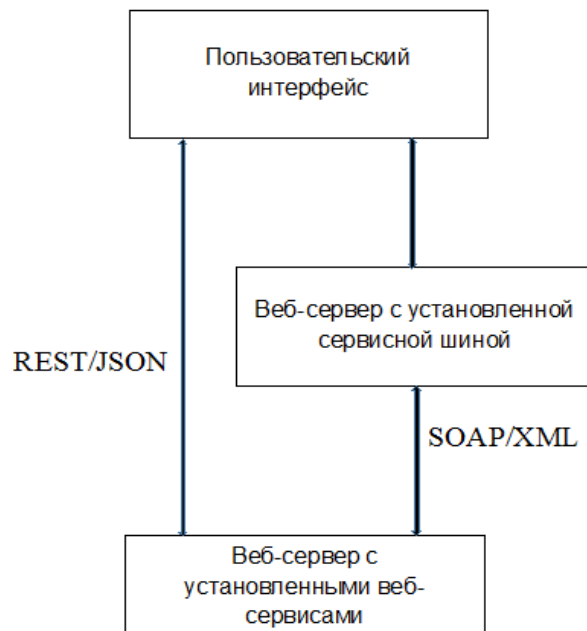 Пользовательский
интерфейс
Веб-сервер с установленной
сервисной шиной
REST/JSON
SOAP/XML
Веб-сервер с
установленными веб-
сервисами